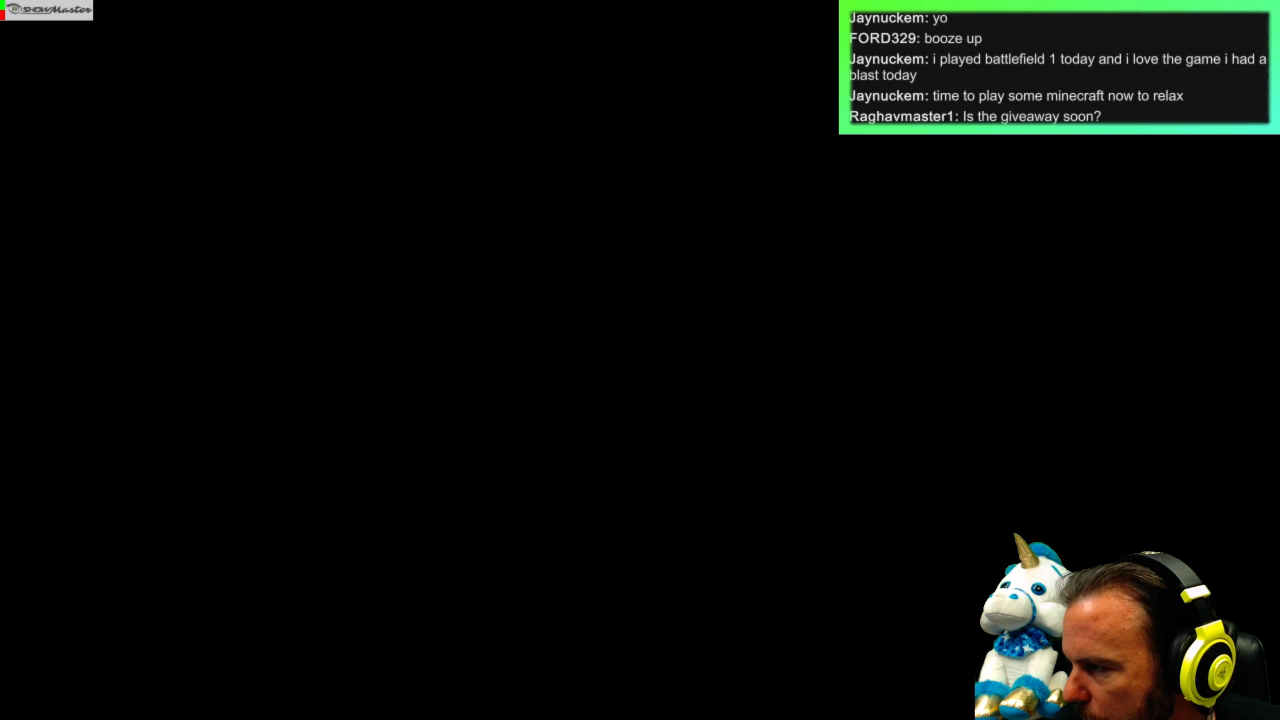 SHOWMaster
Jaynuckem: yo
FORD329: booze up
Jaynuckem: i played battlefield 1 today and i love the game i had a
blast today
Jaynuckem: time to play some minecraft now to relax
Raghavmaster1: Is the giveaway soon?